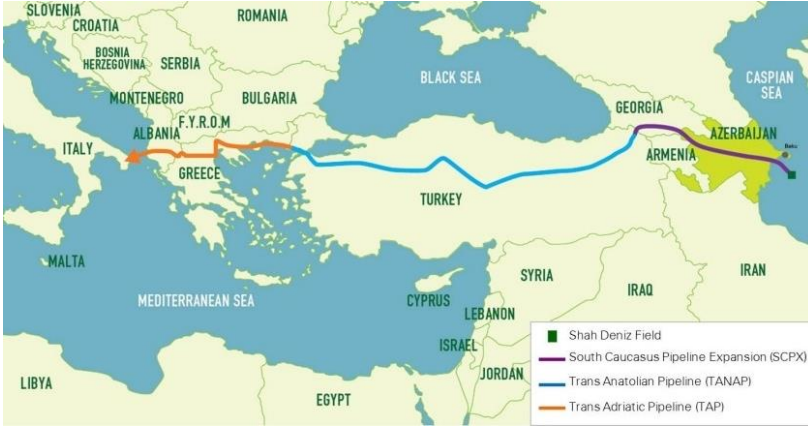 SLOVENIA
CROATIA
ROMANIA
BOSNIA
HERZEGOVINA
SERBIA
BLACK SEA
CASPIAN
SEA
MONTENEGRO
BULGARIA
GEORGIA
F.Y.R.O.M
ALBANIA
AZERBAIJAN
ITALY
ARMENIA
Baku
GREECE
TURKEY
MALTA
SYRIA
IRAN
MEDITERRANEAN SEA
CYPRUS
IRAQ
LEBANON
ISRAEL
JORDAN
LIBYA
EGYPT
Shah Deniz Field
South Caucasus Pipeline Expansion (SCPX)
Trans Anatolian Pipeline (TANAP)
Trans Adriatic Pipeline (TAP)